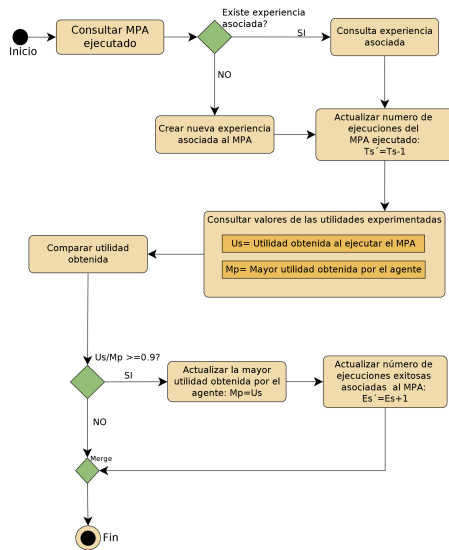 Inicio
Consultar MPA
ejecutado
Existe experiencia
asociada?
SI
Consulta experiencia
asociada
NO
Crear nueva experiencia
asociada al MPA
Actualizar numero de
ejecuciones del
MPA ejecutado:
Ts´=Ts-1
Consultar valores de las utilidades experimentadas
Us= Utilidad obtenida al ejecutar el MPA
Mp= Mayor utilidad obtenida por el agente
Comparar utilidad
obtenida
Us/Mp >=0.9?
SI
Actualizar la mayor
utilidad obtenida por el
agente: Mp=Us
Actualizar número de
ejecuciones exitosas
asociadas al MPA:
Es´=Es+1
NO
Merge
Fin